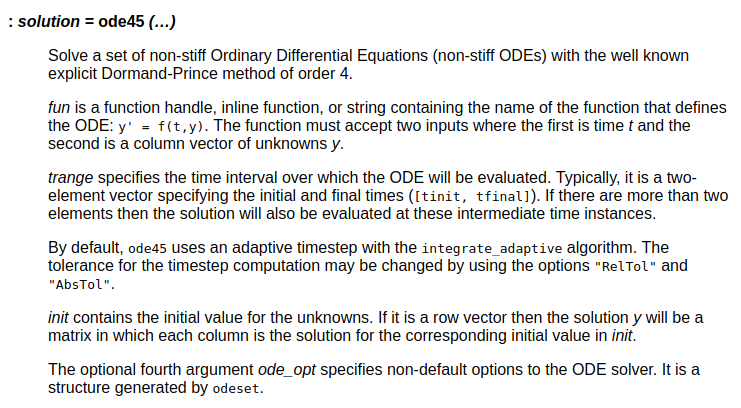 : solution = ode45 (…)
Solve a set of non-stiff Ordinary Differential Equations (non-stiff ODEs) with the well known
explicit Dormand-Prince method of order 4.
fun is a function handle, inline function, or string containing the name of the function that defines
the ODE: y' = f(t,y). The function must accept two inputs where the first is time t and the
second is a column vector of unknowns y.
trange specifies the time interval over which the ODE will be evaluated. Typically, it is a two-
element vector specifying the initial and final times ([tinit, tfinal]). If there are more than two
elements then the solution will also be evaluated at these intermediate time instances.
By default, ode45 uses an adaptive timestep with the integrate_adaptive algorithm. The
tolerance for the timestep computation may be changed by using the options "RelTol" and
"AbsTol".
init contains the initial value for the unknowns. If it is a row vector then the solution y will be a
matrix in which each column is the solution for the corresponding initial value in init.
The optional fourth argument ode_opt specifies non-default options to the ODE solver. It is a
structure generated by odeset.